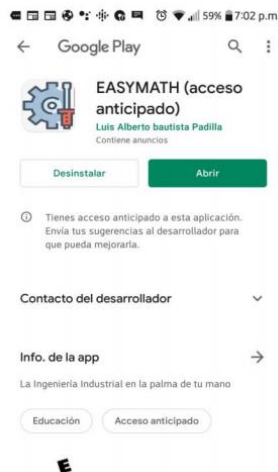 59% 7:02 p.m.
Google Play
EASYMATH (acceso
anticipado)
Luis Alberto bautista Padilla
Contiene anuncios
Desinstalar
Abrir
Tienes acceso anticipado a esta aplicación.
Envía tus sugerencias al desarrollador para
que pueda mejorarla.
Contacto del desarrollador
Info. de la app
La Ingeniería Industrial en la palma de tu mano
Educación
Acceso anticipado
E